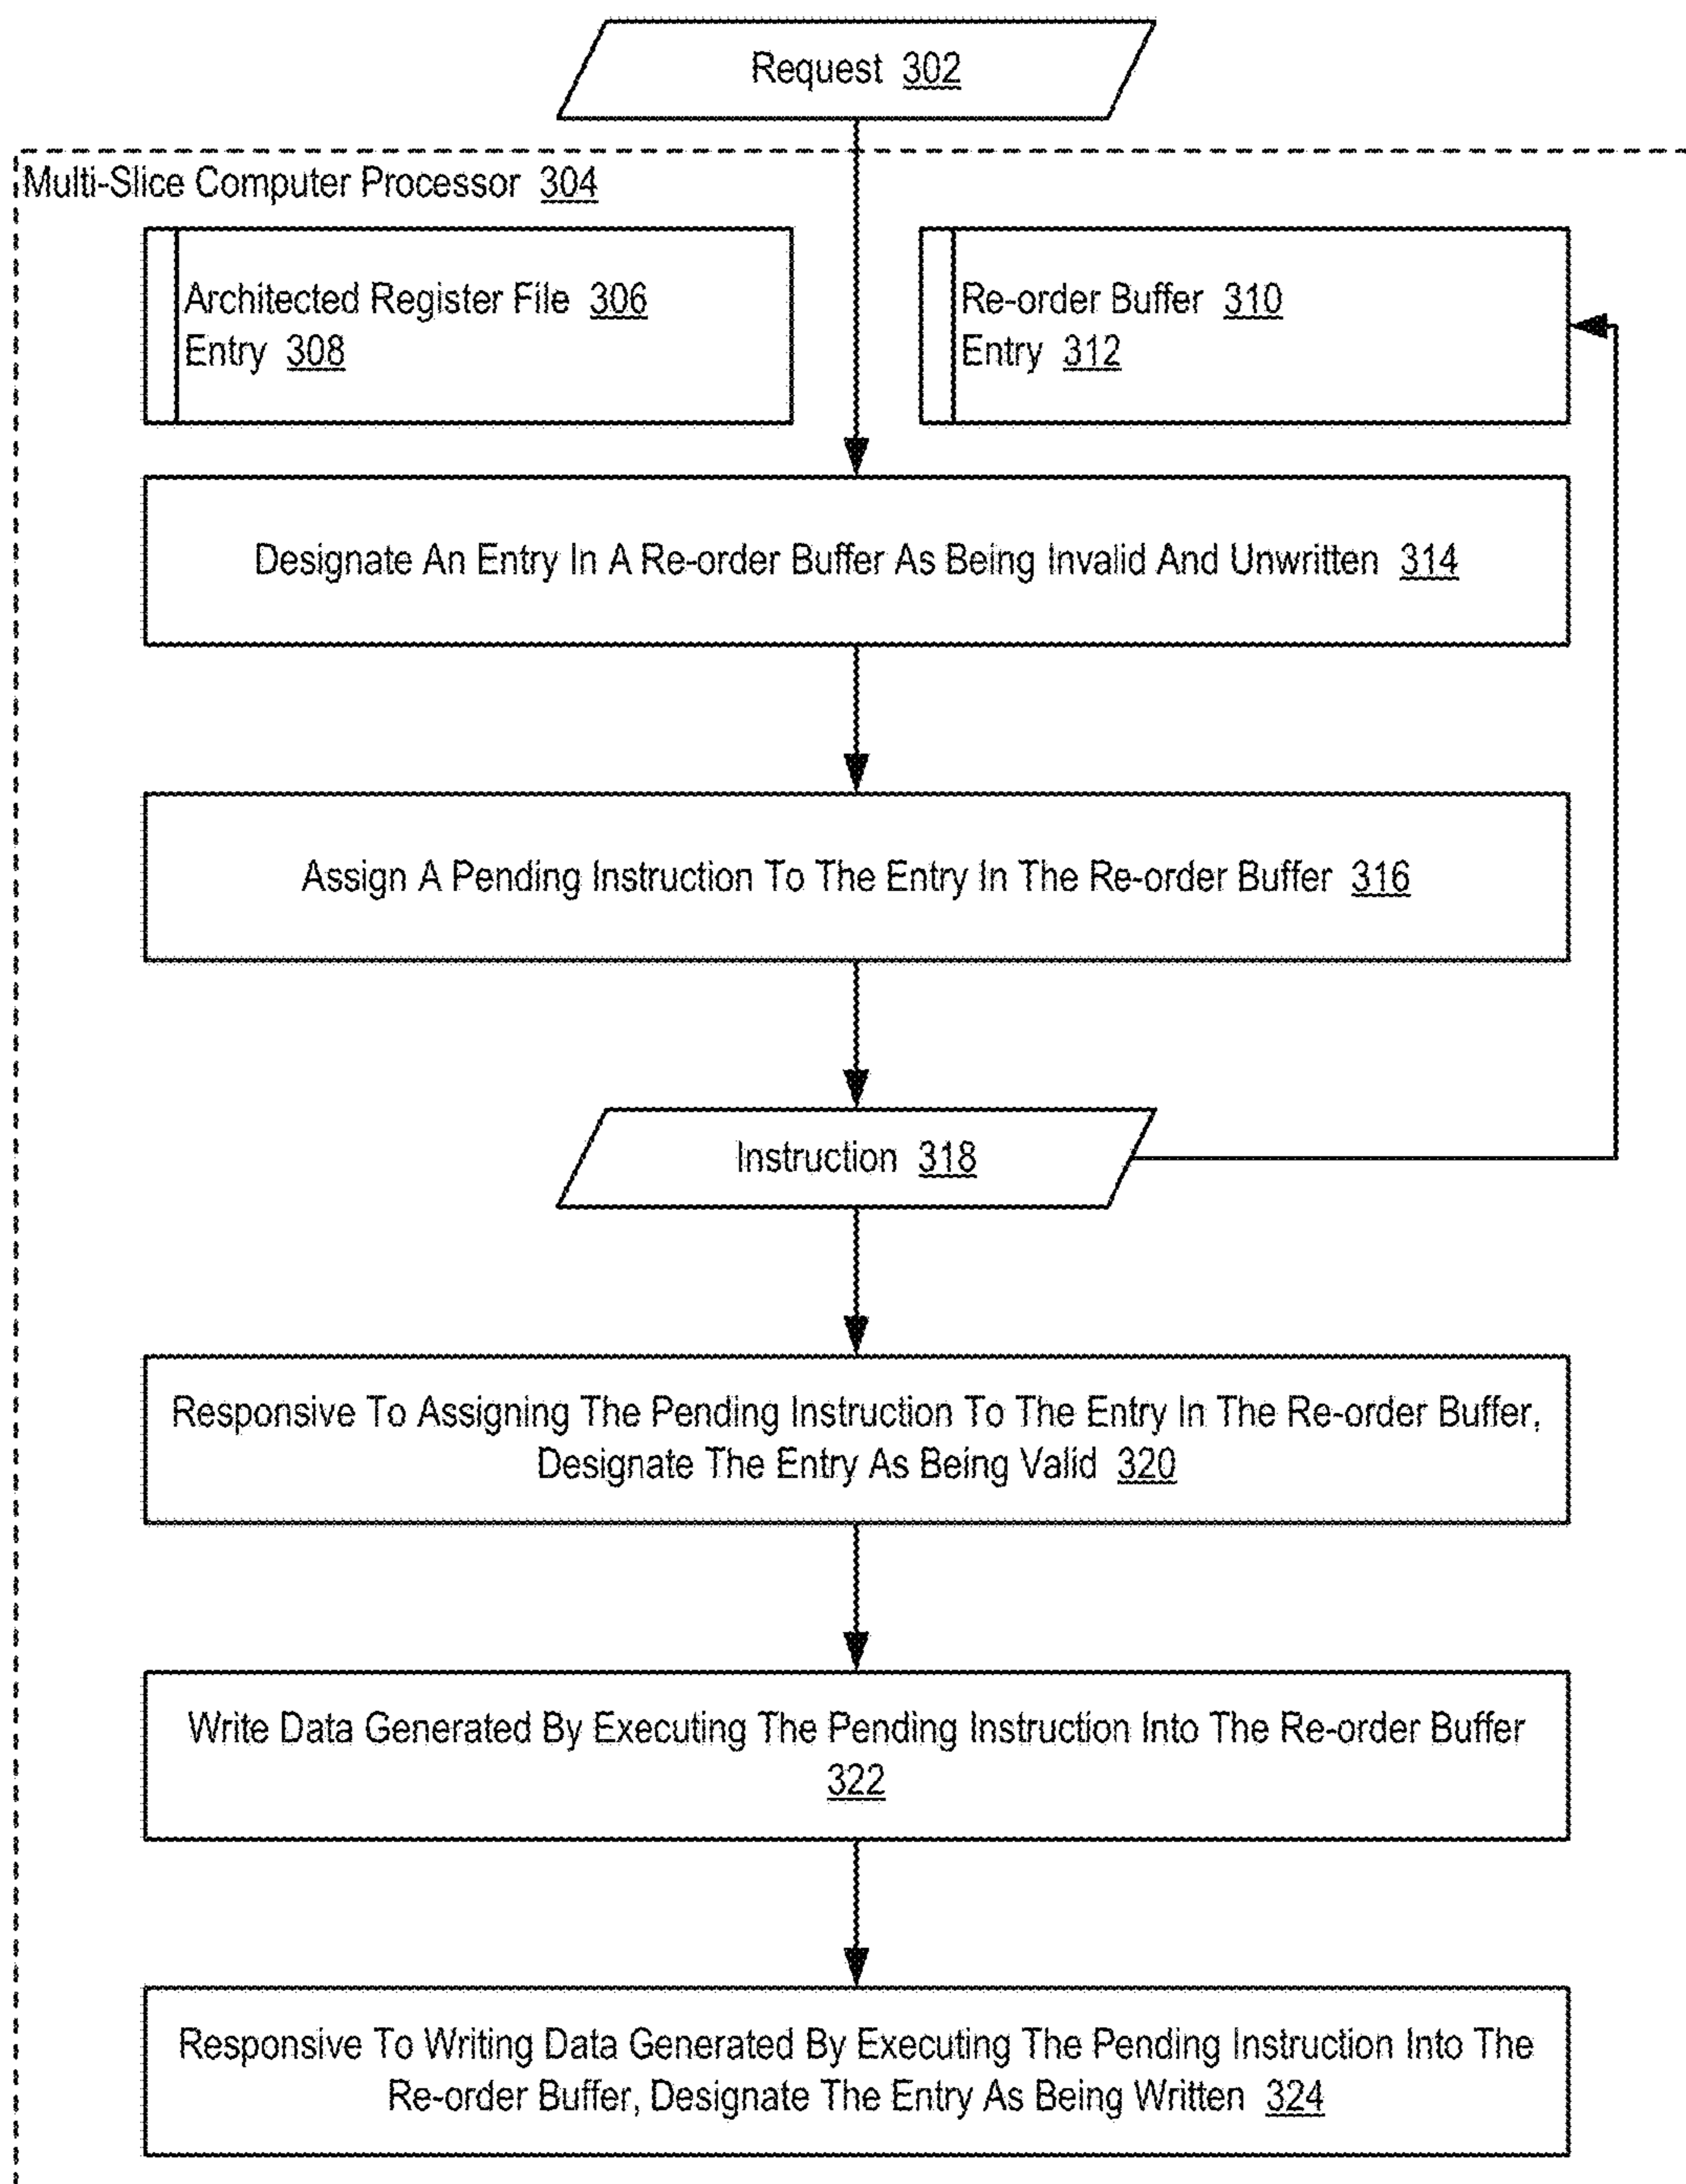 Request 302
Multi-Slice Computer Processor 304
Architected Register File 306
Entry 308
Re-order Buffer 310
Entry 312
Designate An Entry In A Re-order Buffer As Being Invalid And Unwritten 314
Assign A Pending Instruction To The Entry In The Re-order Buffer 316
Instruction 318
Responsive To Assigning The Pending Instruction To The Entry In The Re-order Buffer,
Designate The Entry As Being Valid 320
Write Data Generated By Executing The Pending Instruction Into The Re-order Buffer
322
Responsive To Writing Data Generated By Executing The Pending Instruction Into The
Re-order Buffer, Designate The Entry As Being Written 324